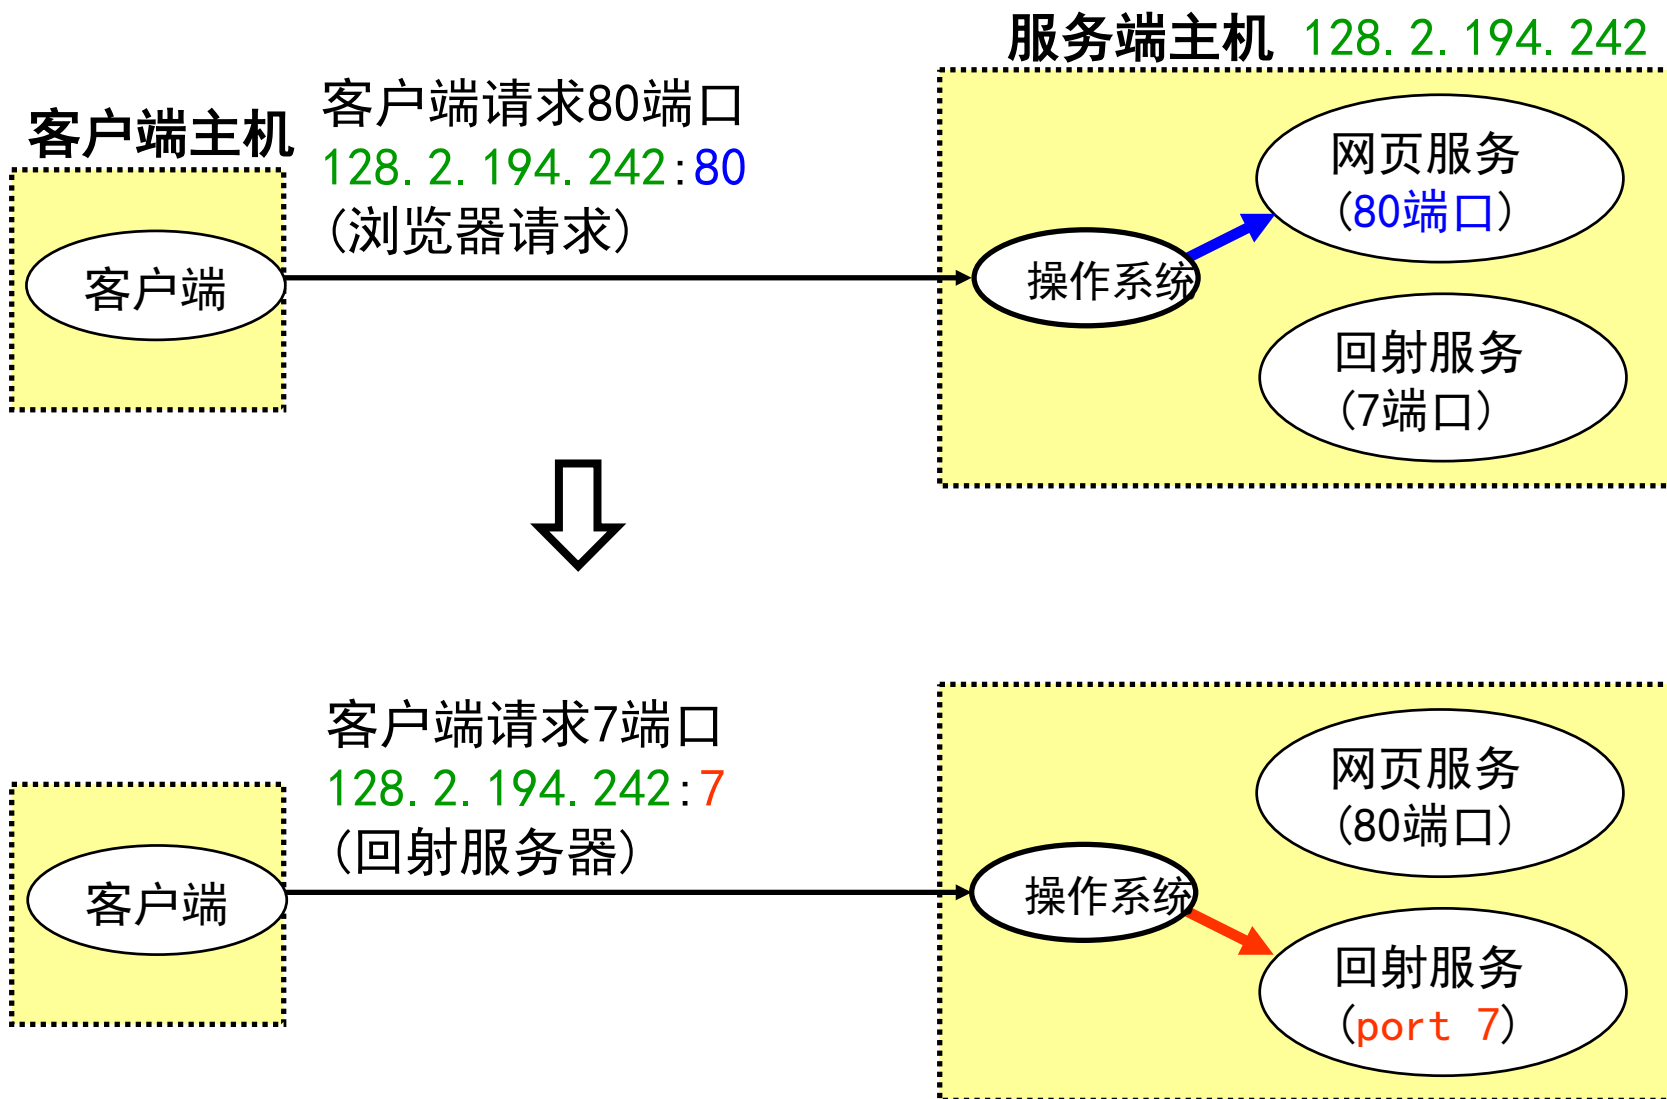 服务端主机 128.2.194.242
客户端主机
客户端请求80端口
128.2.194.242:80
(浏览器请求)
客户端
操作系统
网页服务
(80端口)
回射服务
(7端口)
客户端请求7端口
128.2.194.242:7
(回射服务器)
客户端
操作系统
网页服务
(80端口)
回射服务
(port 7)